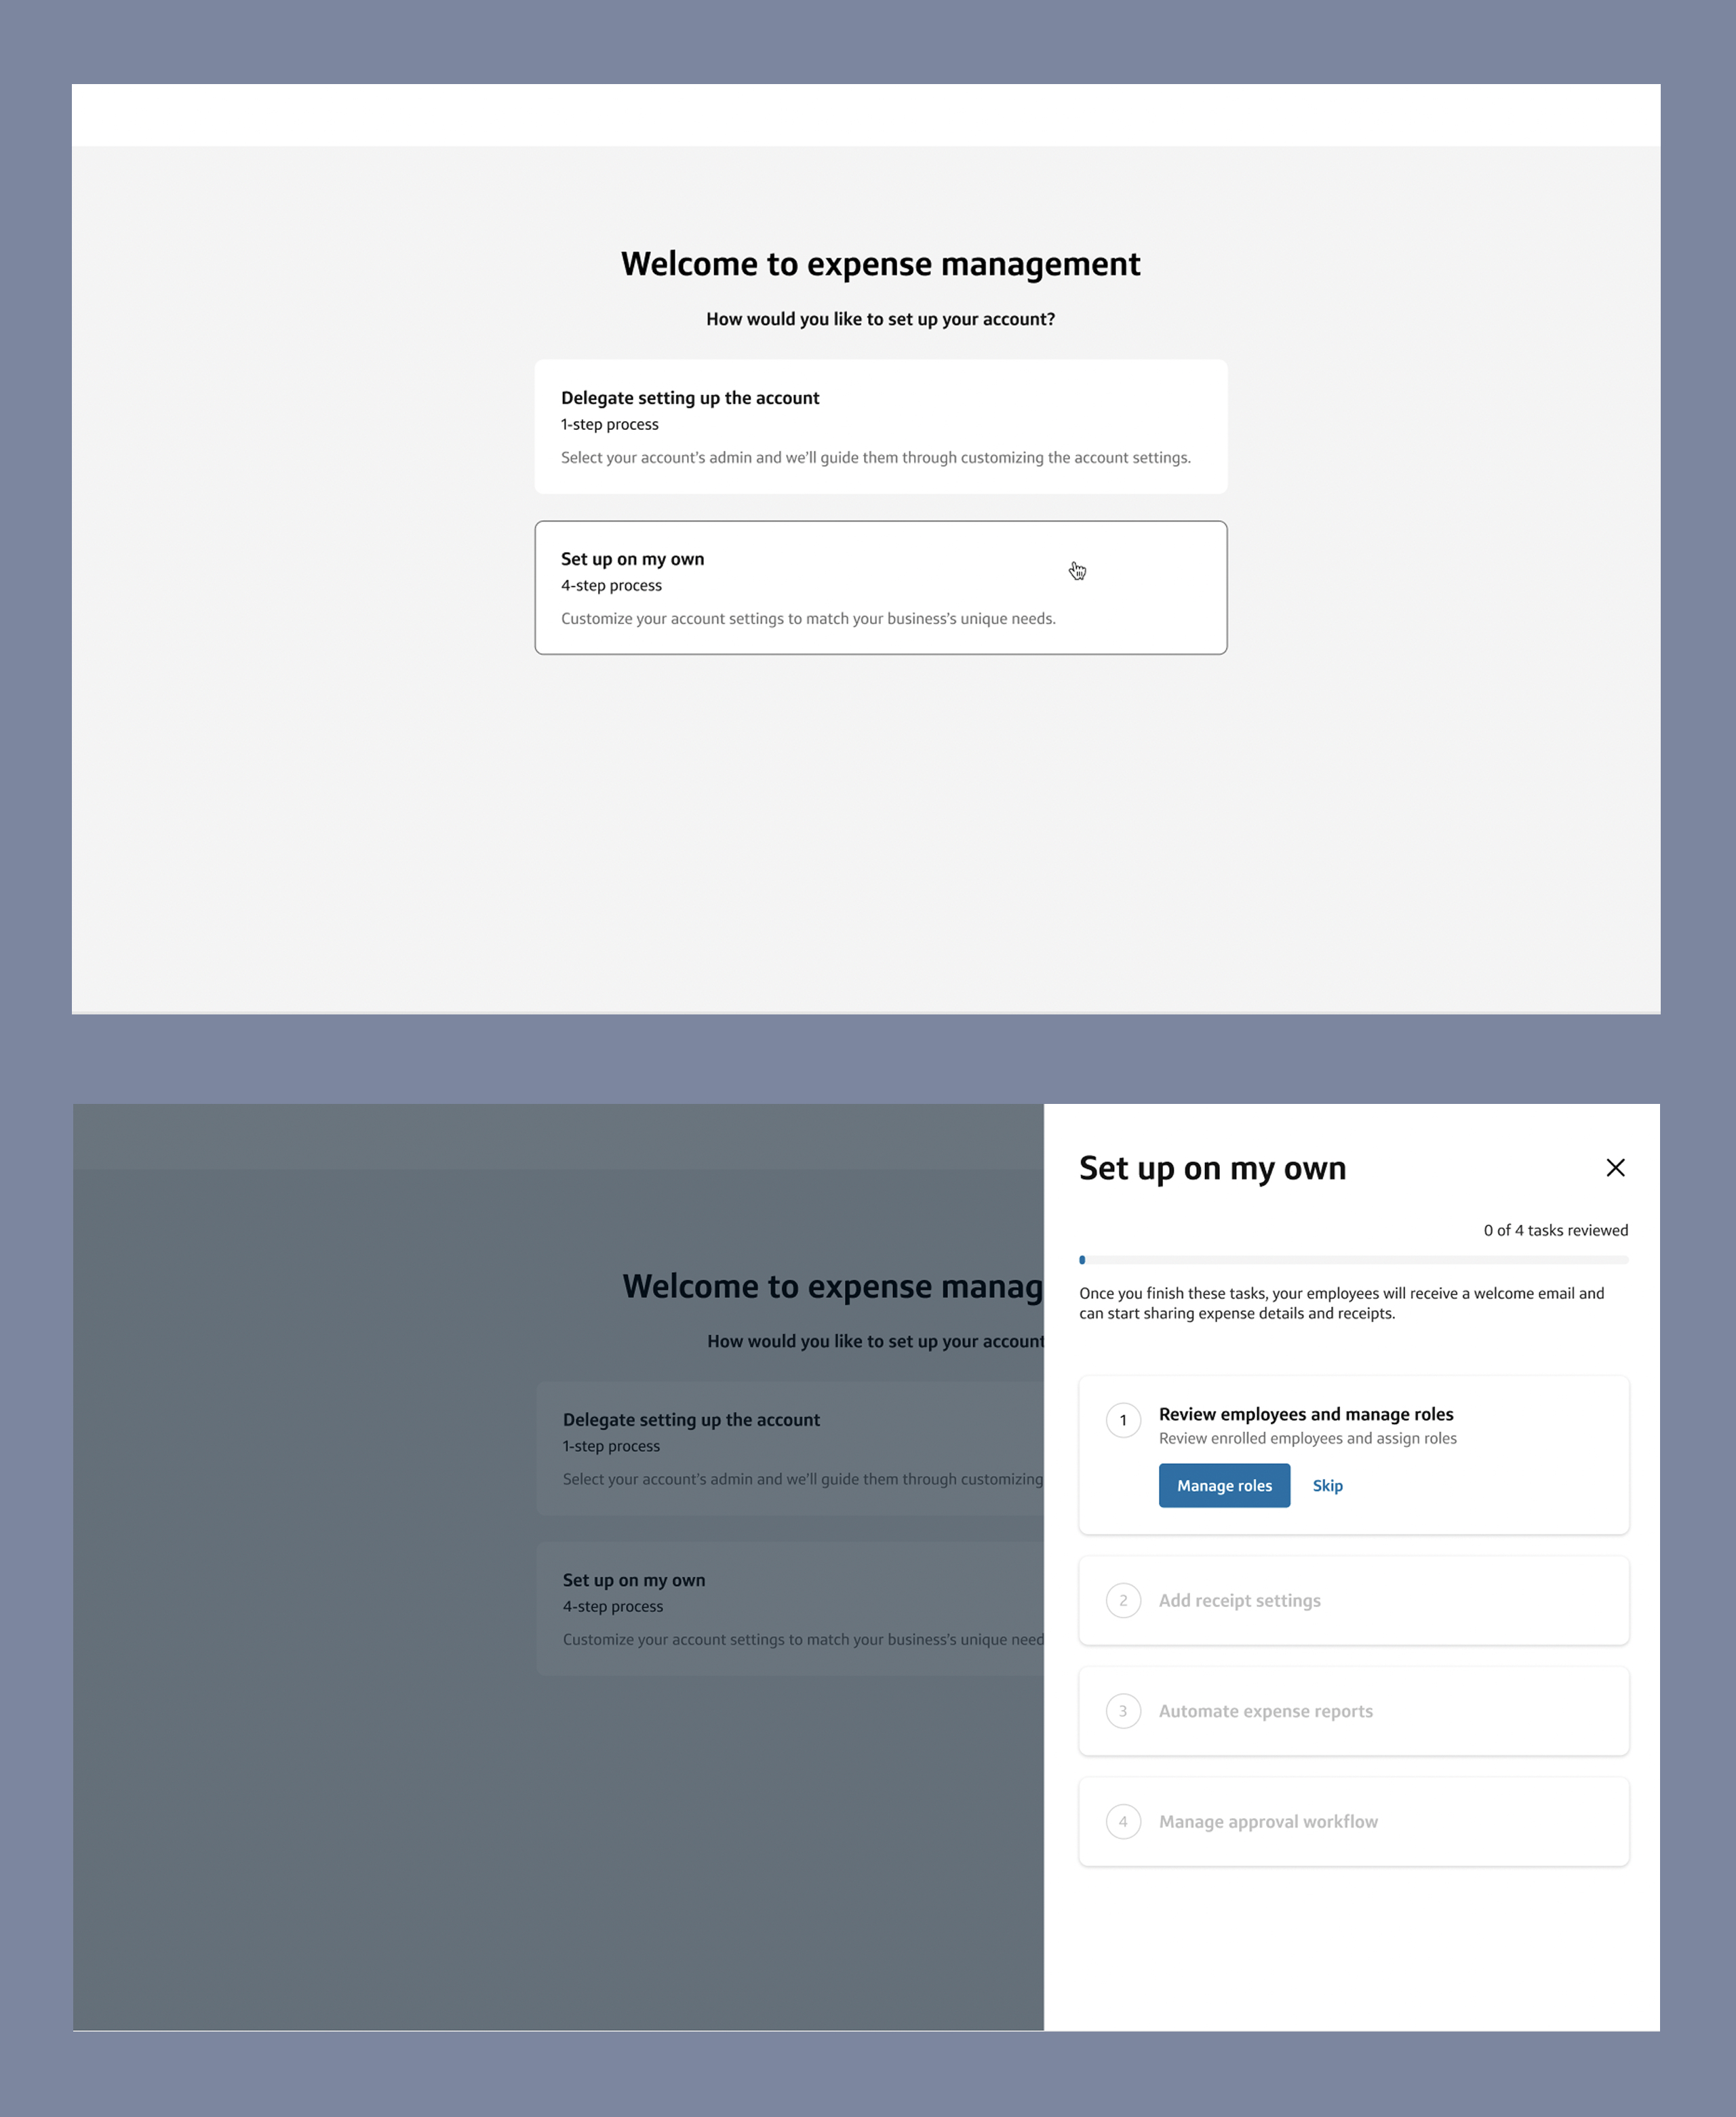 Welcome to expense management
How would you like to set up your account?
Delegate setting up the account
1-step process
Select your account's admin and we'll guide them through customizing the account settings.
Set up on my own
4-step process
Customize your account settings to match your business's unique needs.
Welcome to expense manag
How would you like to set up your account
Delegate setting up the account
1-step process
Select your account's admin and we'll guide them through customizing
Set up on my own
4-step process
Customize your account settings to match your business's unique need
Set up on my own
0 of 4 tasks reviewed
Once you finish these tasks, your employees will receive a welcome email and
can start sharing expense details and receipts.
1
Review employees and manage roles
Review enrolled employees and assign roles
Manage roles Skip
2 Add receipt settings
3 Automate expense reports
4 Manage approval workflow